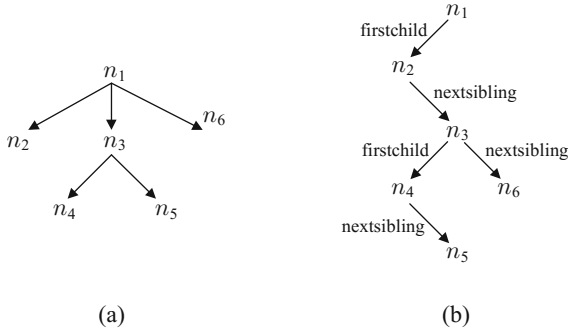 n₁
n₂ n₃ n₆
n₄ n₅
(a)
n₁
firstchild
n₂
nextsibling
n₃
firstchild nextsibling
n₄ n₆
nextsibling
n₅
(b)